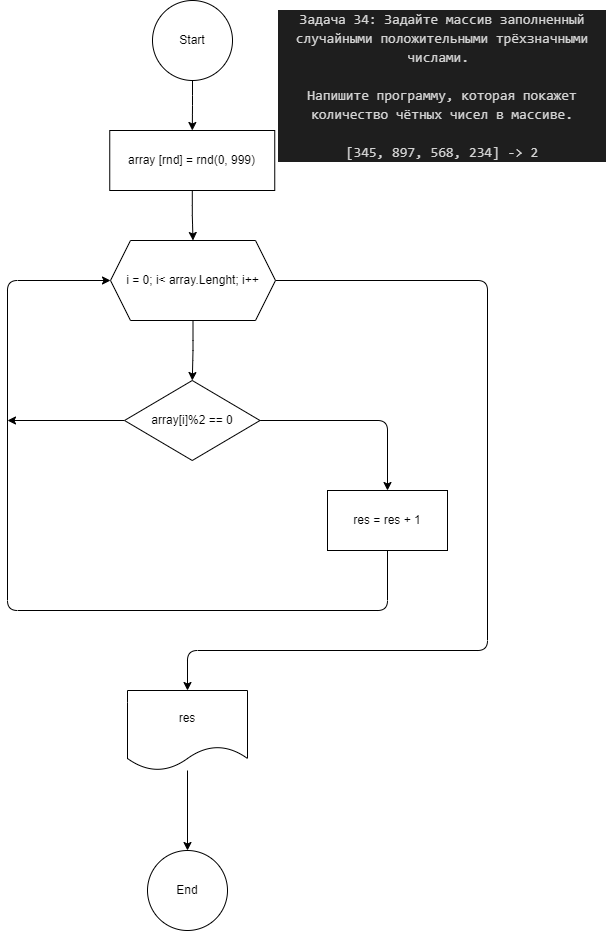 Start
Задача 34: Задайте массив заполненный
случайными положительными трёхзначными
числами.
Напишите программу, которая покажет
количество чётных чисел в массиве.
[345, 897, 568, 234] -> 2
array [rnd] = rnd(0, 999)
i = 0; i< array.Lenght; i++
array[i]%2 == 0
res = res + 1
res
End